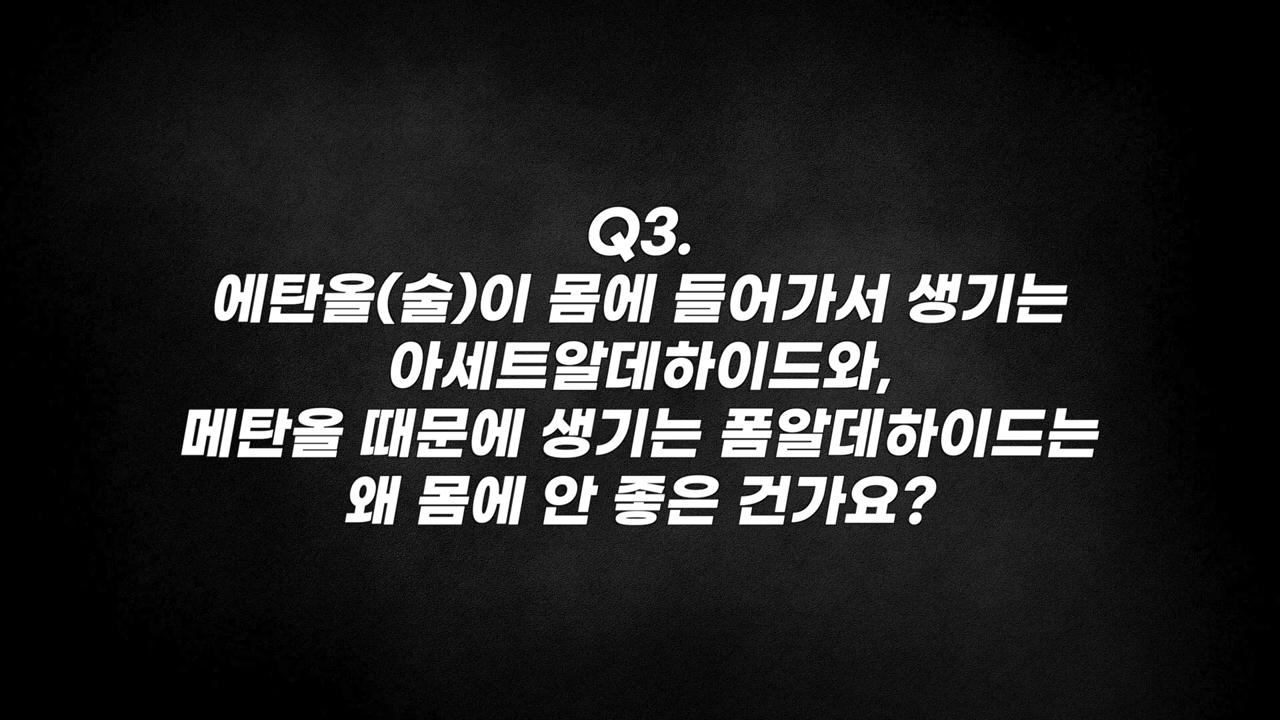 Q3.
에탄올(술)이 몸에 들어가서 생기는
아세트알데하이드와,
메탄올 때문에 생기는 폼알데하이드는
왜 몸에 안 좋은 건가요?